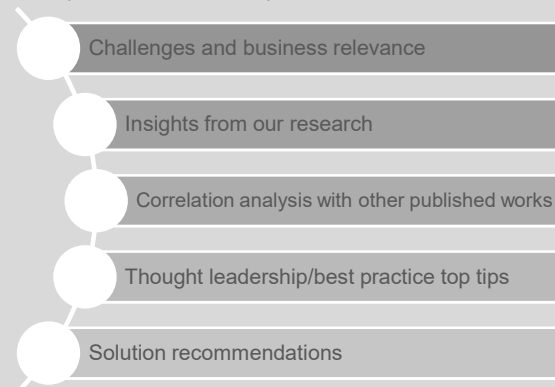 Challenges and business relevance
Insights from our research
Correlation analysis with other published works
Thought leadership/best practice top tips
Solution recommendations